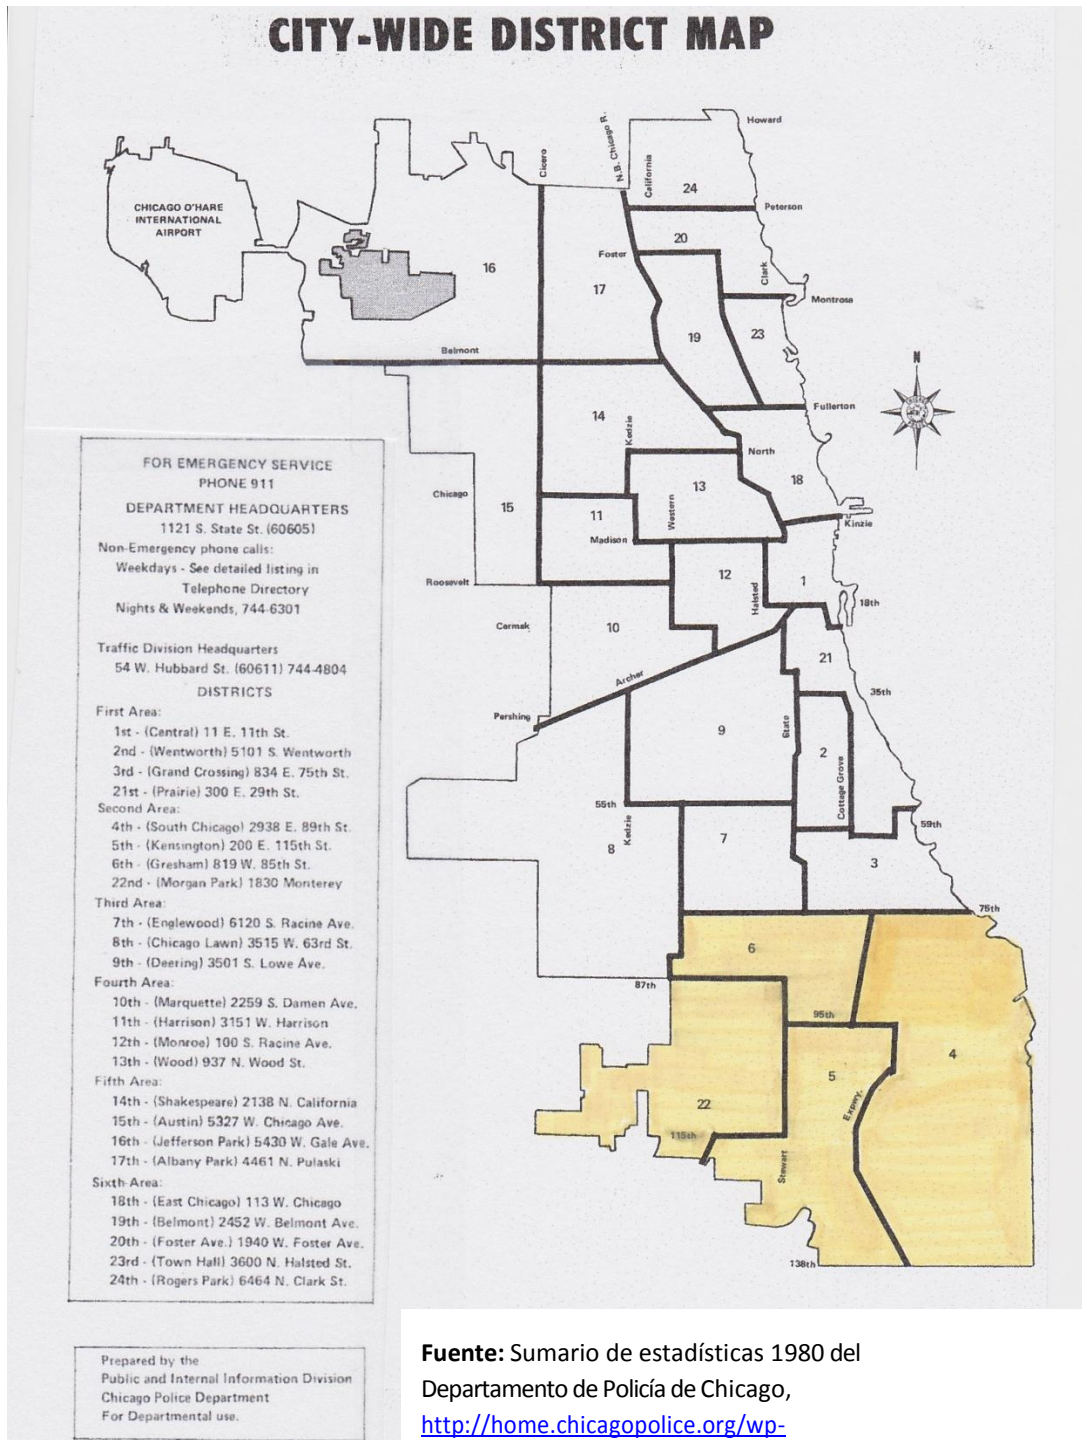 CITY-WIDE DISTRICT MAP
Howard
N.B. Chicago R.
California
Cicero
24
CHICAGO O'HARE
INTERNATIONAL
AIRPORT
Peterson
20
Foster
Clark
16
17
Montrose
19
23
Belmont
N
14
Kedzie
Fullerton
North
13
18
Chicago
15
11
Western
Kinzie
Madison
12
1
Roosevelt
Halsted
18th
Cermak
10
21
Archer
35th
Pershing
9
State
2
Cottage Grove
55th
59th
Kedzie
8
7
3
75th
6
87th
95th
4
5
Expwy.
22
115th
Stewart
138th
FOR EMERGENCY SERVICE
PHONE 911
DEPARTMENT HEADQUARTERS
1121 S. State St. (60605)
Non-Emergency phone calls:
Weekdays - See detailed listing in
Telephone Directory
Nights & Weekends, 744-6301
Traffic Division Headquarters
54 W. Hubbard St. (60611) 744-4804
DISTRICTS
First Area:
1st - (Central) 11 E. 11th St.
2nd - (Wentworth) 5101 S. Wentworth
3rd - (Grand Crossing) 834 E. 75th St.
21st - (Prairie) 300 E. 29th St.
Second Area:
4th - (South Chicago) 2938 E. 89th St.
5th - (Kensington) 200 E. 115th St.
6th - (Gresham) 819 W. 85th St.
22nd - (Morgan Park) 1830 Monterey
Third Area:
7th - (Englewood) 6120 S. Racine Ave.
8th - (Chicago Lawn) 3515 W. 63rd St.
9th - (Deering) 3501 S. Lowe Ave.
Fourth Area:
10th - (Marquette) 2259 S. Damen Ave.
11th - (Harrison) 3151 W. Harrison
12th - (Monroe) 100 S. Racine Ave.
13th - (Wood) 937 N. Wood St.
Fifth Area:
14th - (Shakespeare) 2138 N. California
15th - (Austin) 5327 W. Chicago Ave.
16th - (Jefferson Park) 5430 W. Gale Ave.
17th - (Albany Park) 4461 N. Pulaski
Sixth Area:
18th - (East Chicago) 113 W. Chicago
19th - (Belmont) 2452 W. Belmont Ave.
20th - (Foster Ave.) 1940 W. Foster Ave.
23rd - (Town Hall) 3600 N. Halsted St.
24th - (Rogers Park) 6464 N. Clark St.
Prepared by the
Public and Internal Information Division
Chicago Police Department
For Departmental use.
Fuente: Sumario de estadísticas 1980 del
Departamento de Policía de Chicago,
http://home.chicagopolice.org/wp-